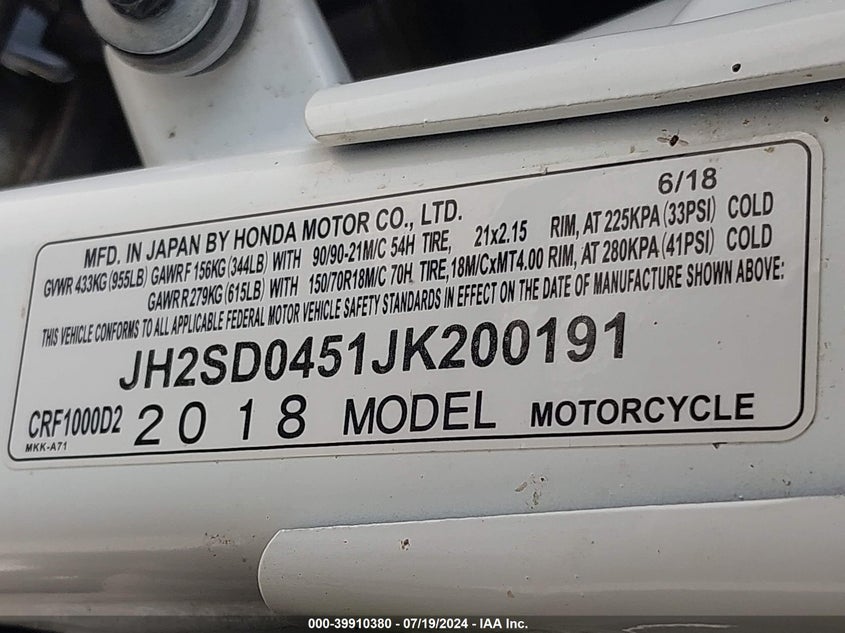 6/18
MFD. IN JAPAN BY HONDA MOTOR CO., LTD.
GVWR 433KG (955LB) GAWR F 156KG (344LB) WITH 90/90-21M/C 54H TIRE, 21x2.15 RIM, AT 225KPA (33PSI) COLD
GAWR R 279KG (615LB) WITH 150/70R18M/C 70H TIRE, 18M/CxMT4.00 RIM, AT 280KPA (41PSI) COLD
THIS VEHICLE CONFORMS TO ALL APPLICABLE FEDERAL MOTOR VEHICLE SAFETY STANDARDS IN EFFECT ON THE DATE OF MANUFACTURE SHOWN ABOVE:
JH2SD0451JK200191
CRF1000D2 2018 MODEL MOTORCYCLE
MKK-A71
000-39910380 - 07/19/2024 - IAA Inc.